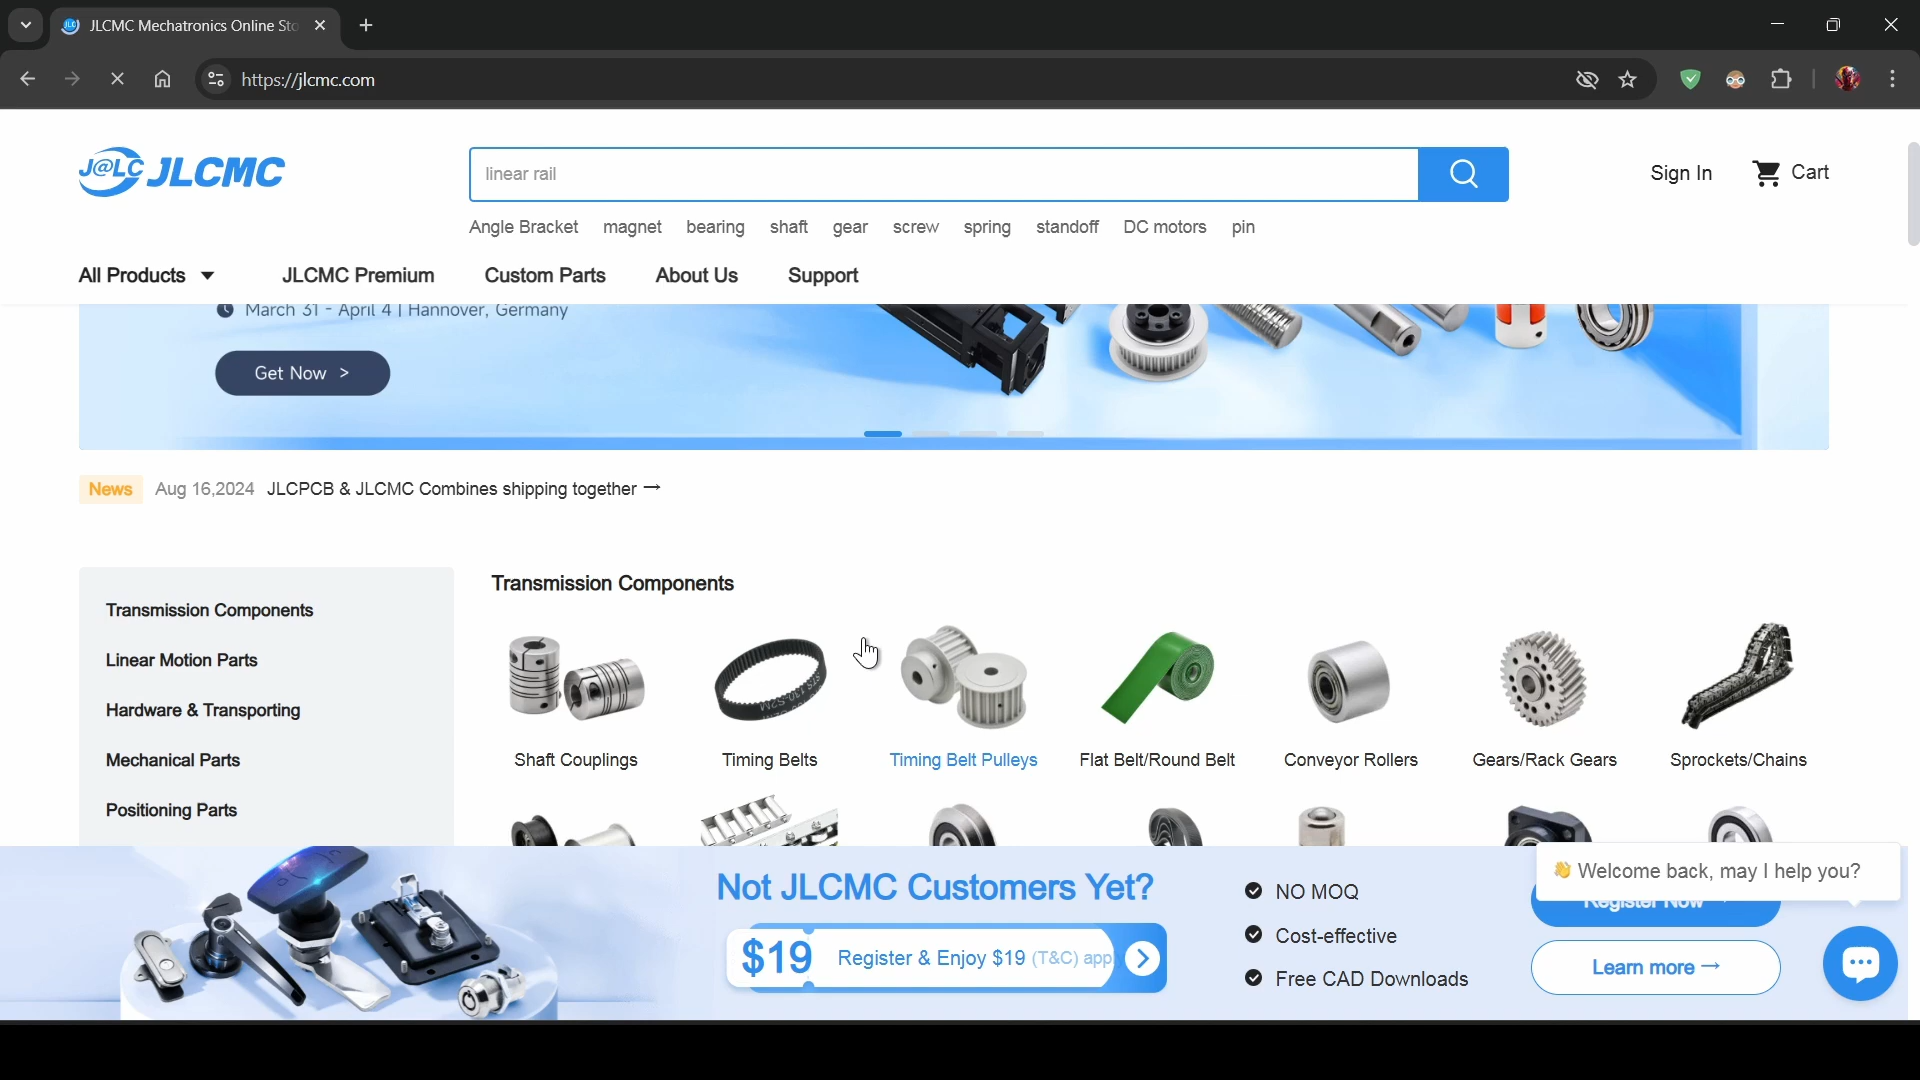 JLCMC Mechatronics Online Sto
https://jlcmc.com
J@LC JLCMC
linear rail
Sign In
Cart
Angle Bracket magnet bearing shaft gear screw spring standoff DC motors pin
All Products JLCMC Premium Custom Parts About Us Support
March 31 - April 4 | Hannover, Germany
Get Now >
News Aug 16,2024 JLCPCB & JLCMC Combines shipping together →
Transmission Components
Linear Motion Parts
Hardware & Transporting
Mechanical Parts
Positioning Parts
Transmission Components
Shaft Couplings Timing Belts Timing Belt Pulleys Flat Belt/Round Belt Conveyor Rollers Gears/Rack Gears Sprockets/Chains
Not JLCMC Customers Yet?
$19 Register & Enjoy $19 (T&C) app
NO MOQ
Cost-effective
Free CAD Downloads
👋 Welcome back, may I help you?
Register Now
Learn more →